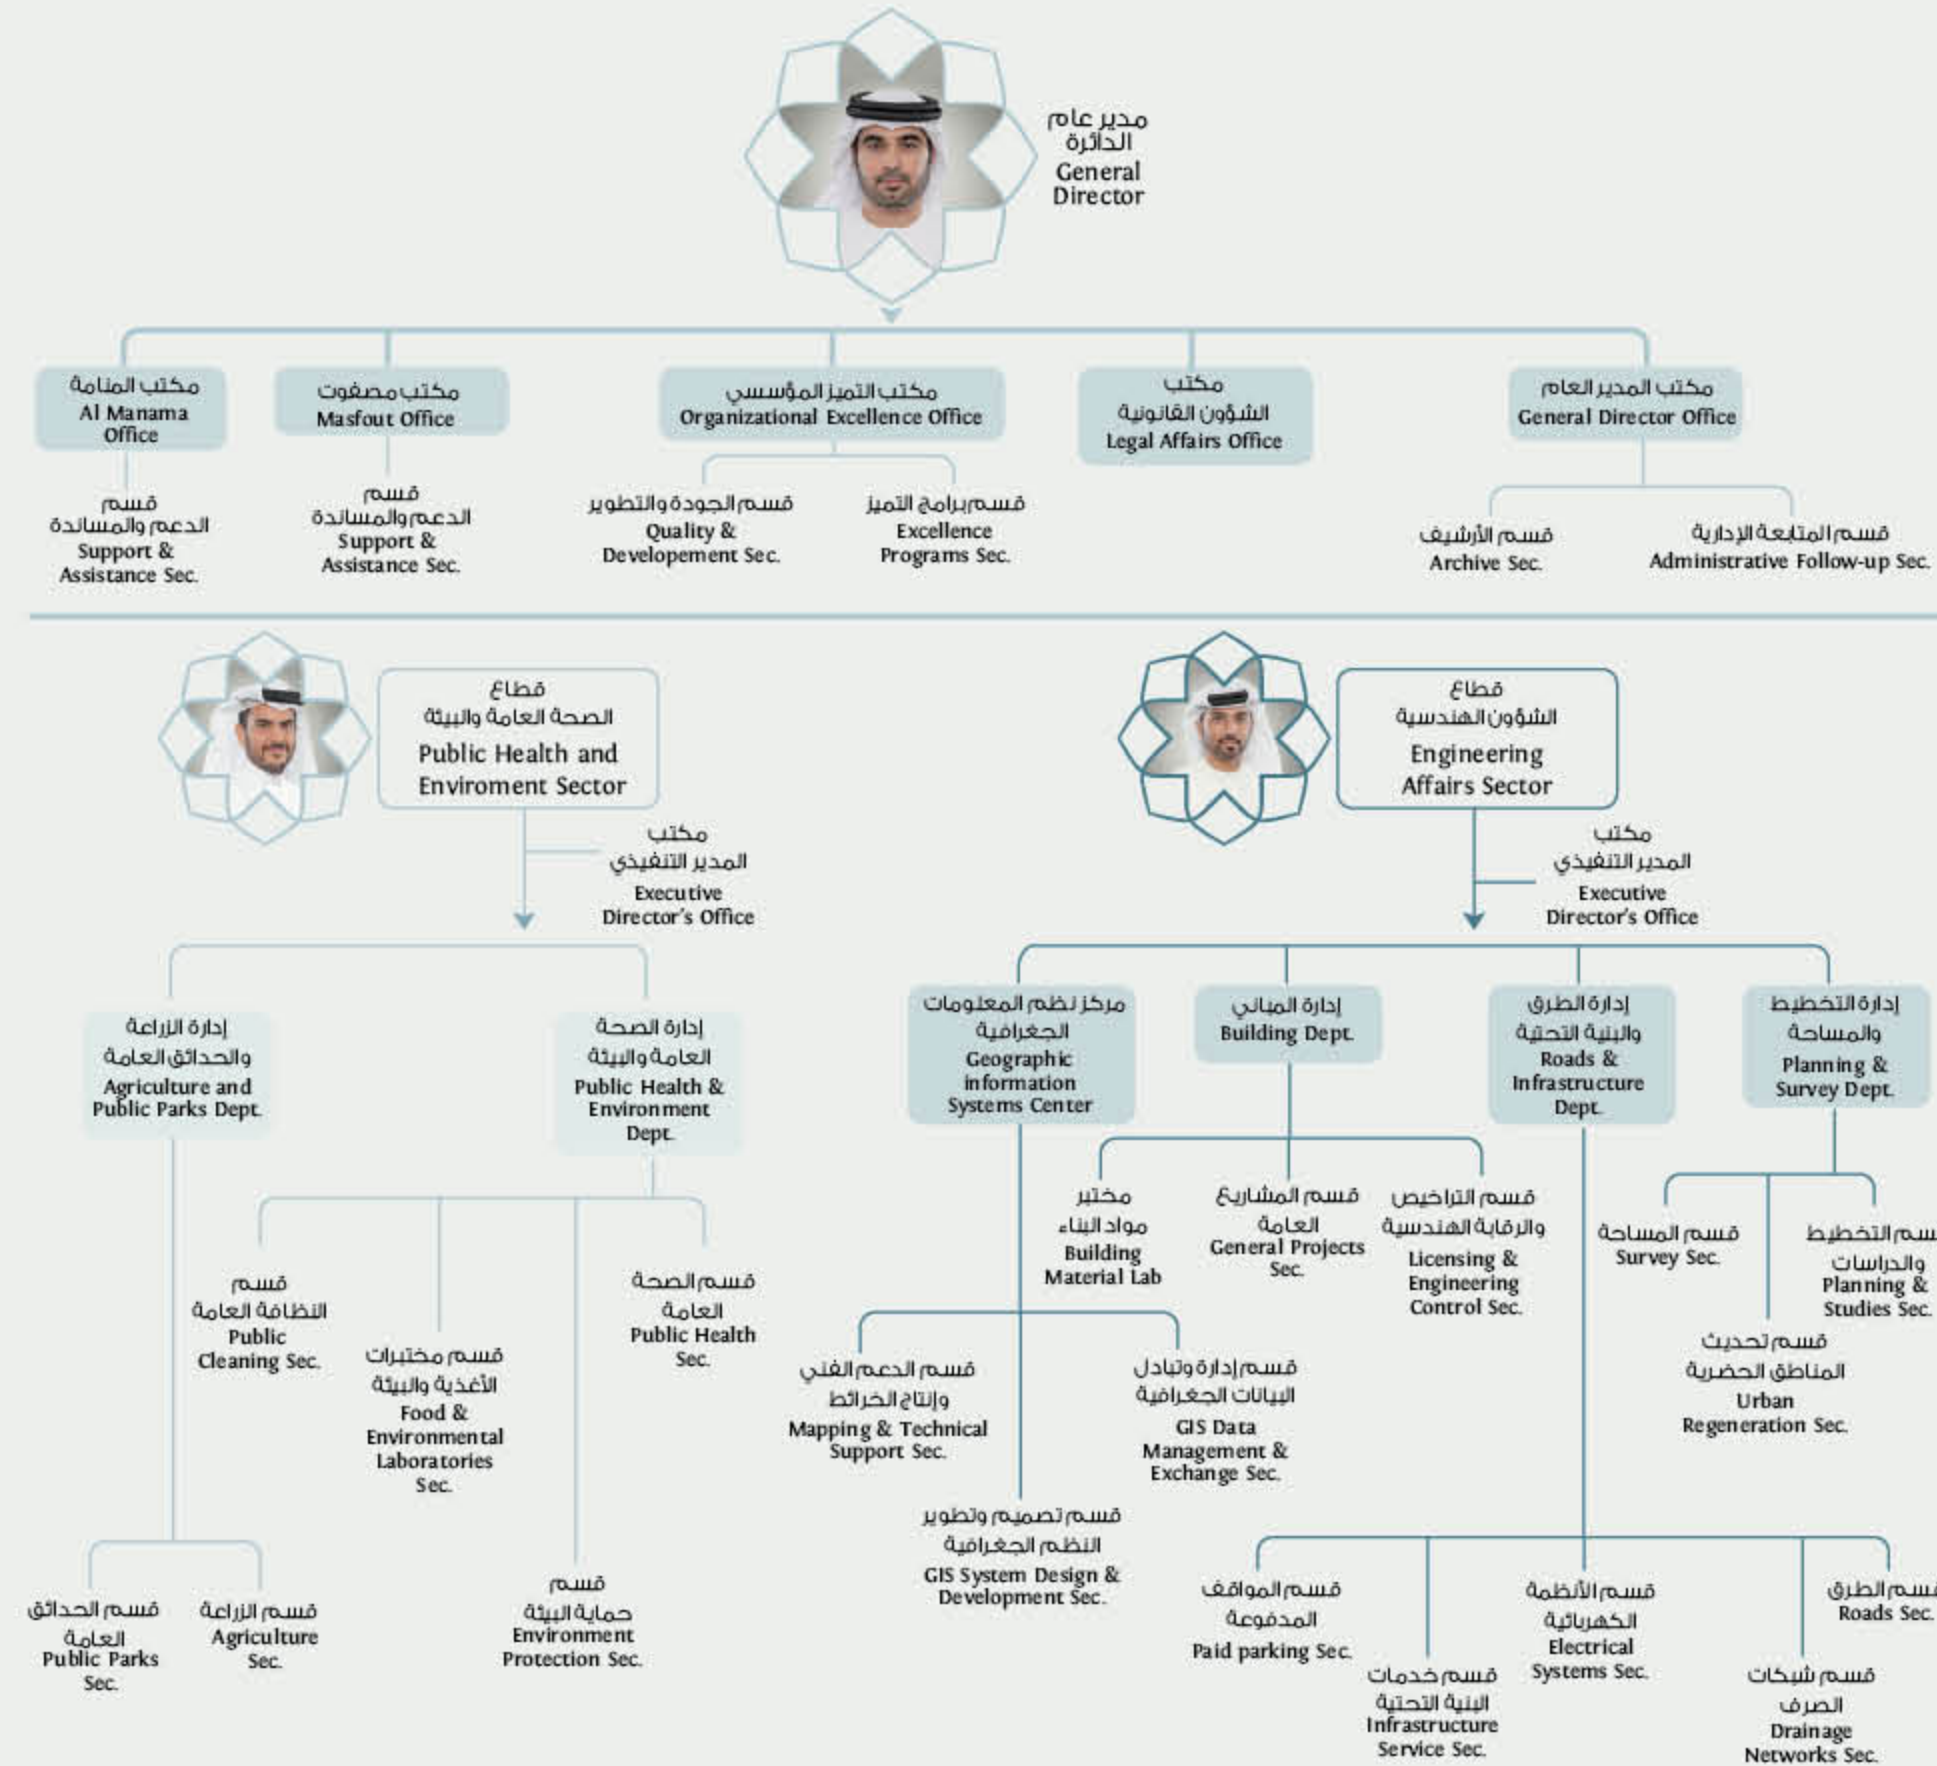 مدير عام
الدائرة
General
Director
مكتب المنامة
Al Manama
Office
مكتب مصفوت
Masfout Office
مكتب التميز المؤسسي
Organizational Excellence Office
مكتب
الشؤون القانونية
Legal Affairs Office
مكتب المدير العام
General Director Office
قسم
الدعم والمساندة
Support &
Assistance Sec.
قسم
الدعم والمساندة
Support &
Assistance Sec.
قسم الجودة والتطوير
Quality &
Developement Sec.
قسم برامج التميز
Excellence
Programs Sec.
قسم الأرشيف
Archive Sec.
قسم المتابعة الإدارية
Administrative Follow-up Sec.
قطاع
الصحة العامة والبيئة
Public Health and
Enviroment Sector
مكتب
المدير التنفيذي
Executive
Director's Office
قطاع
الشؤون الهندسية
Engineering
Affairs Sector
مكتب
المدير التنفيذي
Executive
Director's Office
إدارة الزراعة
والحدائق العامة
Agriculture and
Public Parks Dept.
إدارة الصحة
العامة والبيئة
Public Health &
Environment
Dept.
مركز نظم المعلومات
الجغرافية
Geographic
information
Systems Center
إدارة المباني
Building Dept.
إدارة الطرق
والبنية التحتية
Roads &
Infrastructure
Dept.
إدارة التخطيط
والمساحة
Planning &
Survey Dept.
قسم
النظافة العامة
Public
Cleaning Sec.
قسم مختبرات
الأغذية والبيئة
Food &
Environmental
Laboratories
Sec.
قسم الصحة
العامة
Public Health
Sec.
مختبر
مواد البناء
Building
Material Lab
قسم المشاريع
العامة
General Projects
Sec.
قسم التراخيص
والرقابة الهندسية
Licensing &
Engineering
Control Sec.
قسم المساحة
Survey Sec.
سم التخطيط
والدراسات
Planning &
Studies Sec.
قسم تحديث
المناطق الحضرية
Urban
Regeneration Sec.
قسم الدعم الفني
وإنتاج الخرائط
Mapping & Technical
Support Sec.
قسم إدارة وتبادل
البيانات الجغرافية
GIS Data
Management &
Exchange Sec.
قسم تصميم وتطوير
النظم الجغرافية
GIS System Design &
Development Sec.
قسم الحدائق
العامة
Public Parks
Sec.
قسم الزراعة
Agriculture
Sec.
قسم
حماية البيئة
Environment
Protection Sec.
قسم المواقف
المدفوعة
Paid parking Sec.
قسم خدمات
البنية التحتية
Infrastructure
Service Sec.
قسم الأنظمة
الكهربائية
Electrical
Systems Sec.
قسم شبكات
الصرف
Drainage
Networks Sec.
قسم الطرق
Roads Sec.